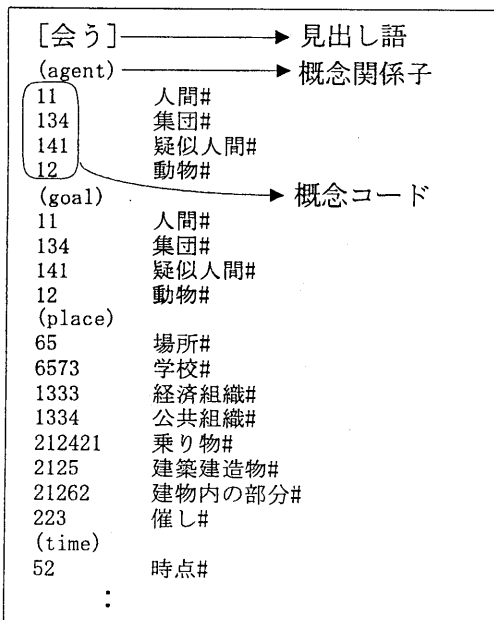 [会う] 見出し語
(agent) 概念関係子
11 人間#
134 集団#
141 疑似人間#
12 動物#
(goal) 概念コード
11 人間#
134 集団#
141 疑似人間#
12 動物#
(place)
65 場所#
6573 学校#
1333 経済組織#
1334 公共組織#
212421 乗り物#
2125 建築建造物#
21262 建物内の部分#
223 催し#
(time)
52 時点#
: